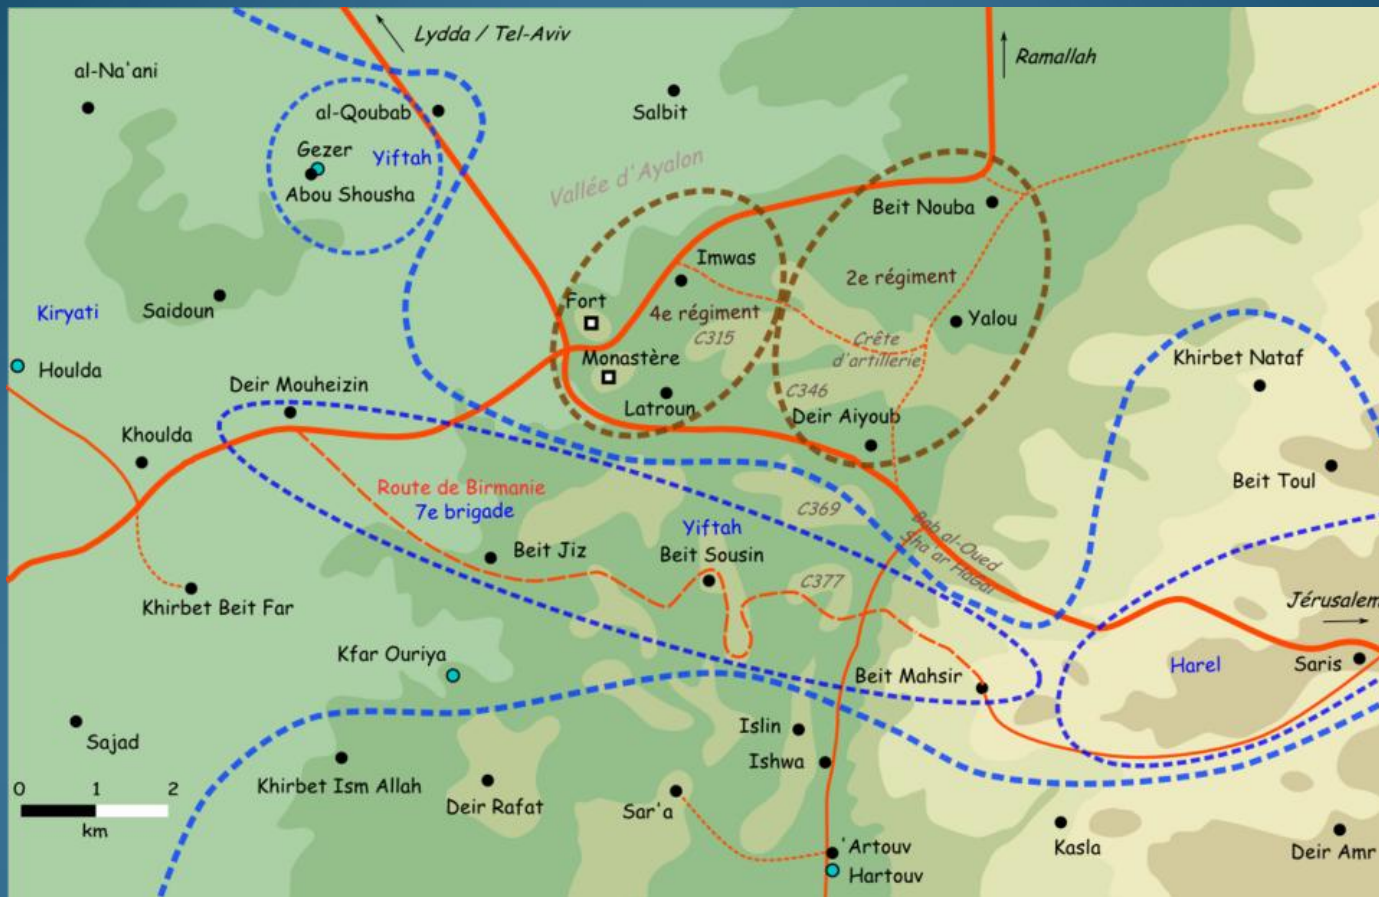 Lydda / Tel-Aviv
Ramallah
al-Na'ani
al-Qoubab
Salbit
Gezer
Yiftah
Abou Shousha
Vallée d'Ayalon
Beit Nouba
Imwas
2e régiment
Fort
4e régiment
Saidoun
Kiryati
Yalou
C315
Crête
d'artillerie
Monastère
Khirbet Nataf
Houlda
Deir Mouheizin
C346
Latroun
Deir Aiyoub
Khoulda
Beit Toul
Route de Birmanie
7e brigade
C369
Yiftah
Bab al-Oued
Sha'ar HaGai
Beit Jiz
Beit Sousin
C377
Khirbet Beit Far
Jérusalem
Kfar Ouriya
Beit Mahsir
Harel
Saris
Sajad
Islin
Ishwa
Khirbet Ism Allah
Deir Rafat
Sar'a
0 1 2
km
'Artouv
Hartouv
Kasla
Deir Amr